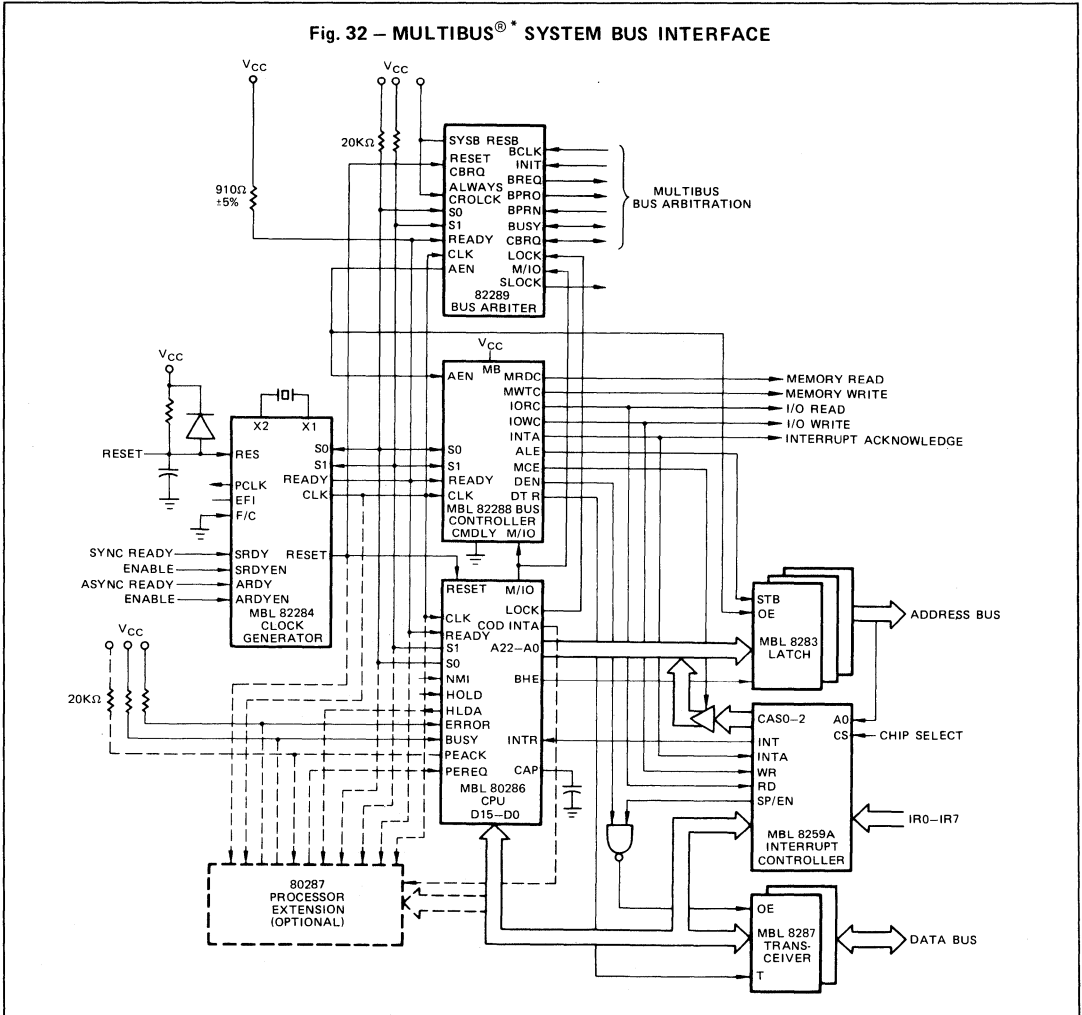 Fig. 32 – MULTIBUS®* SYSTEM BUS INTERFACE
VCC
VCC
20KΩ
910Ω
±5%
SYSB RESB
RESET
CBRQ
ALWAYS
CROLCK
S0
S1
READY
CLK
AEN
BCLK
INIT
BREQ
BPRO
BPRN
BUSY
CBRQ
LOCK
M/IO
SLOCK
82289
BUS ARBITER
MULTIBUS
BUS ARBITRATION
VCC
MB
AEN
S0
S1
READY
CLK
MRDC
MWTC
IORC
IOWC
INTA
ALE
MCE
DEN
DT R
MBL 82288 BUS
CONTROLLER
CMDLY M/IO
MEMORY READ
MEMORY WRITE
I/O READ
I/O WRITE
INTERRUPT ACKNOWLEDGE
VCC
RESET
X2 X1
RES
PCLK
EFI
F/C
S0
S1
READY
CLK
RESET
SYNC READY
ENABLE
ASYNC READY
ENABLE
SRDY
SRDYEN
ARDY
ARDYEN
MBL 82284
CLOCK
GENERATOR
VCC
20KΩ
RESET M/IO
CLK
READY
S1
S0
NMI
HOLD
HLDA
ERROR
BUSY
PEACK
PEREQ
LOCK
COD INTA
A22–A0
BHE
INTR
CAP
MBL 80286
CPU
D15–D0
STB
OE
MBL 8283
LATCH
ADDRESS BUS
CAS0–2
INT
INTA
WR
RD
SP/EN
A0
CS
CHIP SELECT
IR0–IR7
MBL 8259A
INTERRUPT
CONTROLLER
80287
PROCESSOR
EXTENSION
(OPTIONAL)
OE
MBL 8287
TRANS-
CEIVER
T
DATA BUS